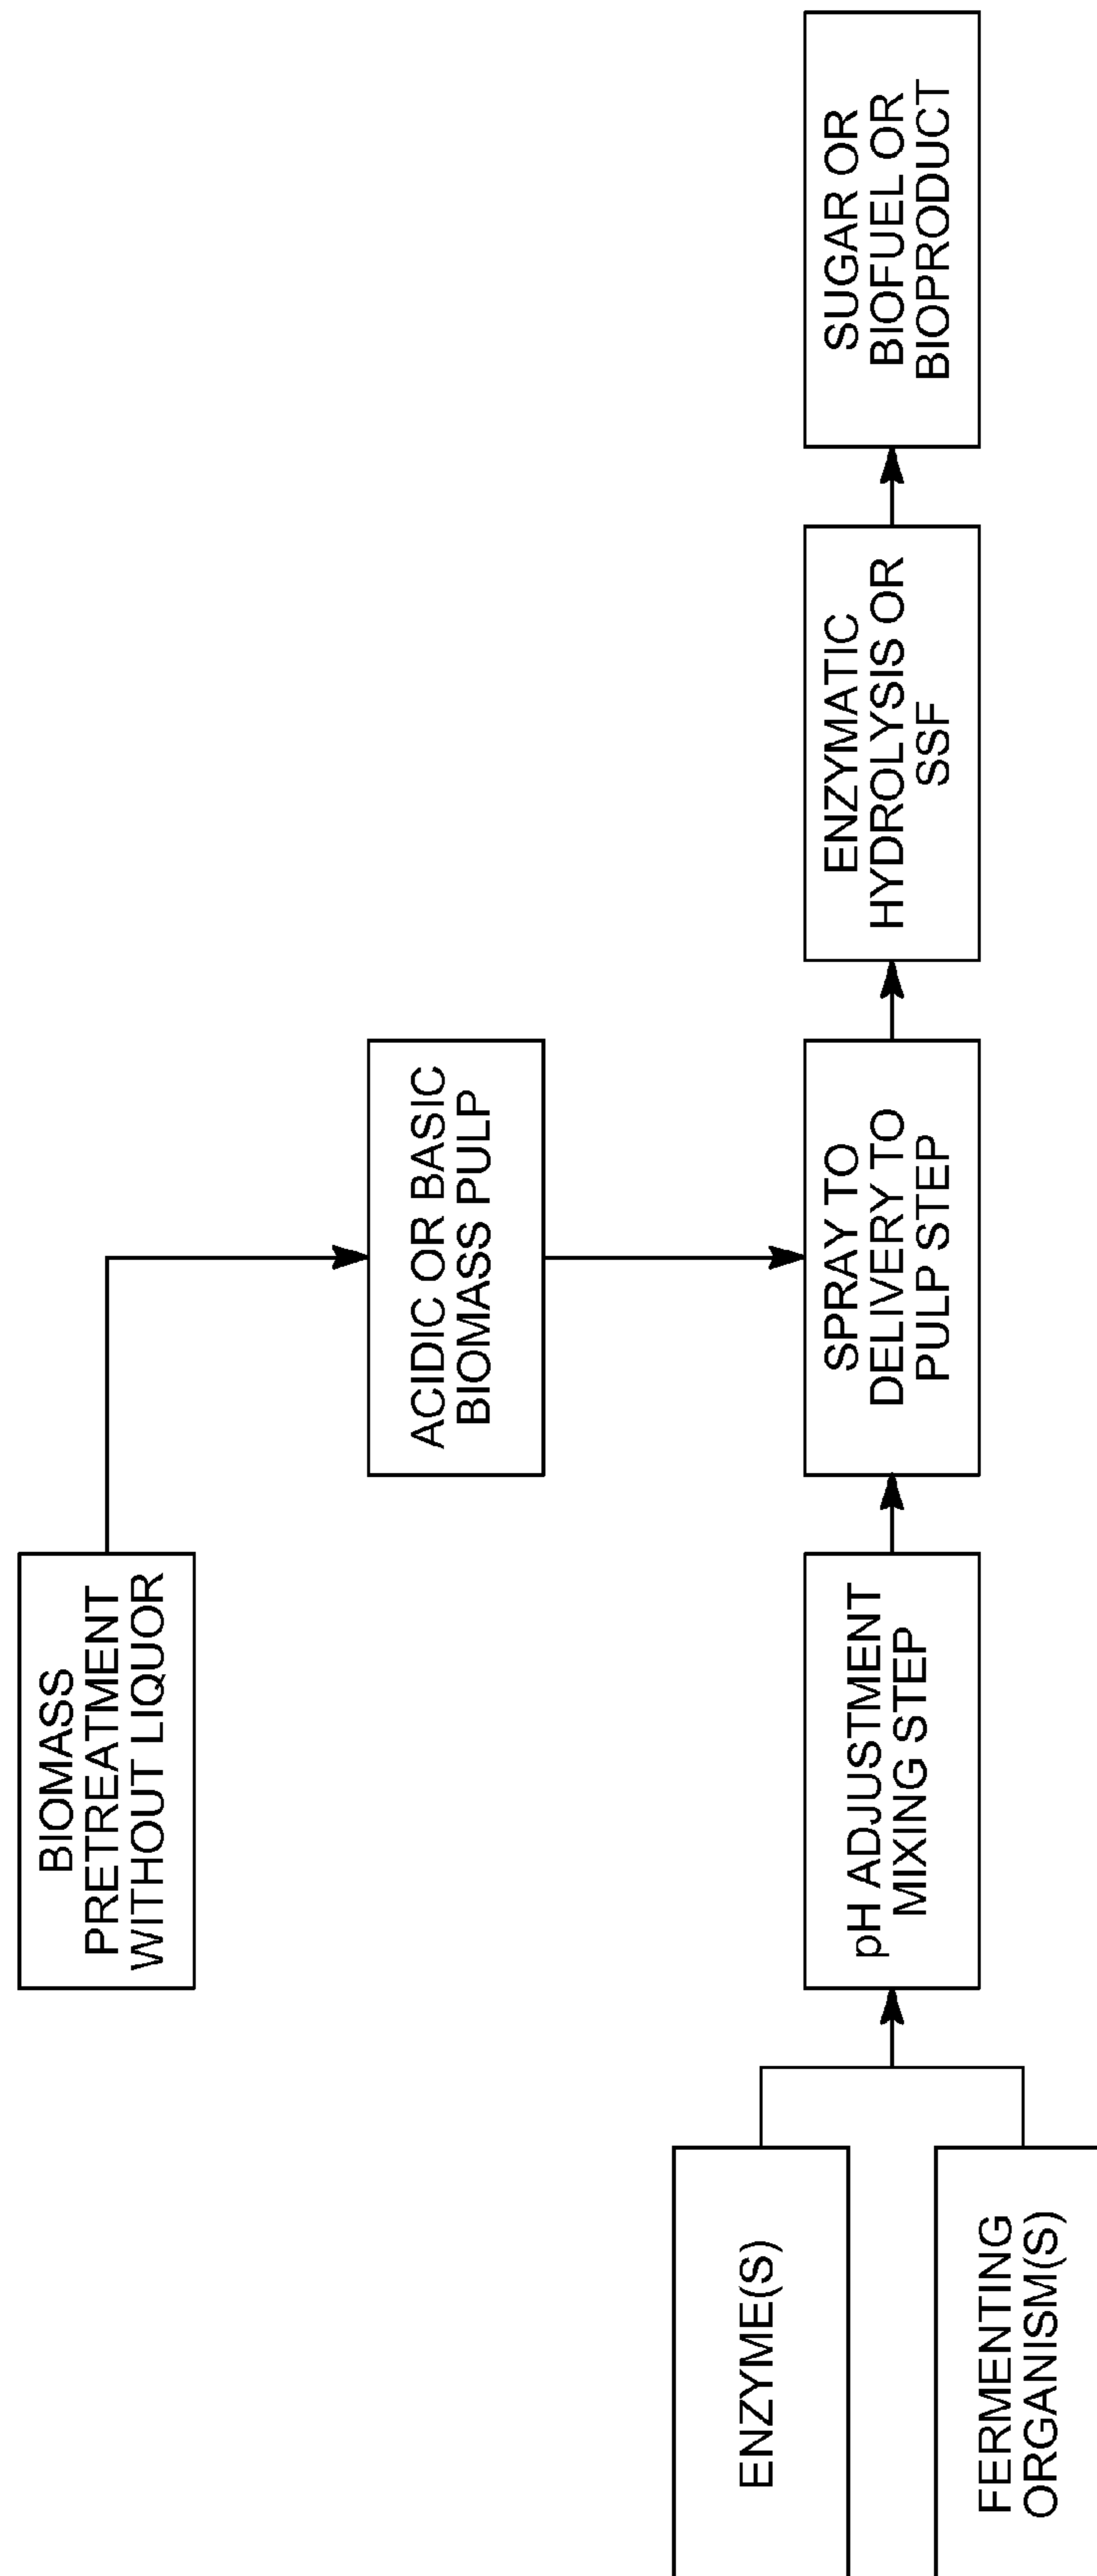 BIOMASS
PRETREATMENT
WITHOUT LIQUOR
ACIDIC OR BASIC
BIOMASS PULP
ENZYME(S)
FERMENTING
ORGANISM(S)
pH ADJUSTMENT
MIXING STEP
SPRAY TO
DELIVERY TO
PULP STEP
ENZYMATIC
HYDROLYSIS OR
SSF
SUGAR OR
BIOFUEL OR
BIOPRODUCT